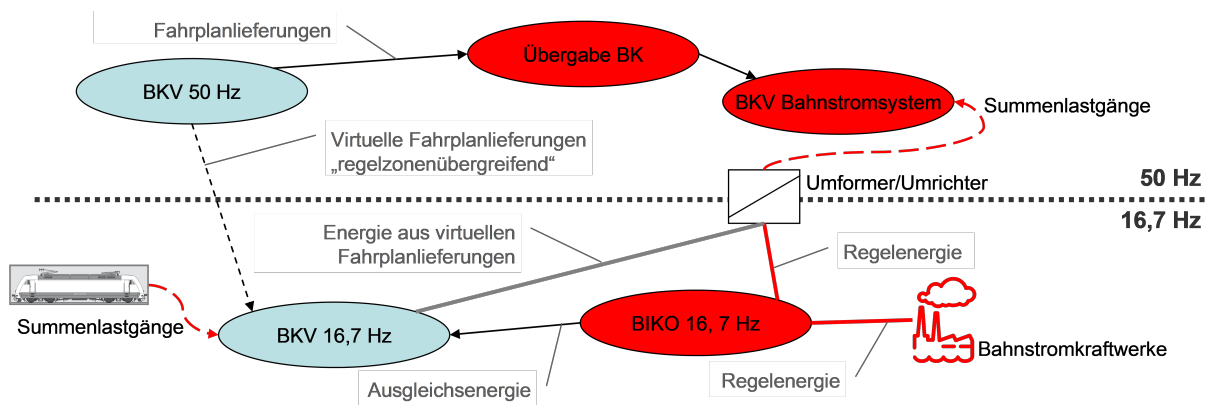 Fahrplanlieferungen
Übergabe BK
BKV 50 Hz
BKV Bahnstromsystem
Summenlastgänge
Virtuelle Fahrplanlieferungen
„regelzonenübergreifend“
Umformer/Umrichter
50 Hz
16,7 Hz
Energie aus virtuellen
Fahrplanlieferungen
Regelenergie
Summenlastgänge
BKV 16,7 Hz
BIKO 16, 7 Hz
Bahnstromkraftwerke
Ausgleichsenergie
Regelenergie